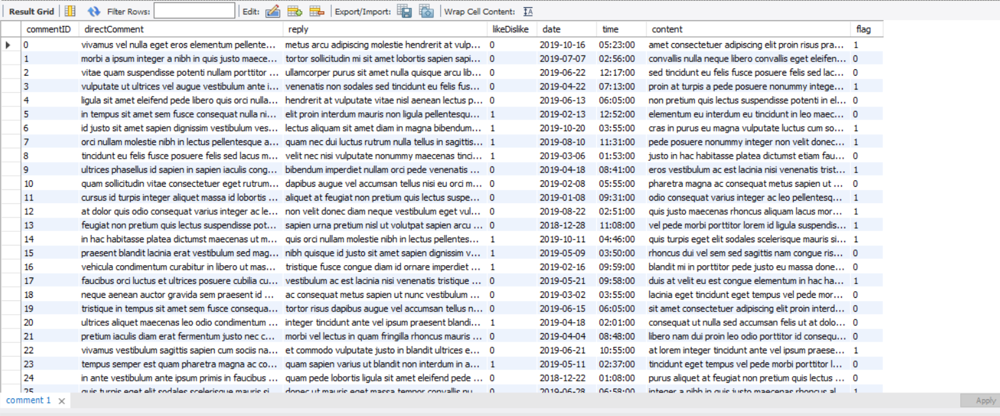 Result Grid Filter Rows: Edit: Export/Import: Wrap Cell Content: IA
commentID directComment reply likeDislike date time content flag
0 vivamus vel nulla eget eros elementum pellente... metus arcu adipiscing molestie hendrerit at vulp... 0 2019-10-16 05:23:00 amet consectetuer adipiscing elit proin risus pra... 1
1 morbi a ipsum integer a nibh in quis justo maece... tortor sollicitudin mi sit amet lobortis sapien sapi... 0 2019-07-07 02:56:00 convallis nulla neque libero convallis eget eleifen... 0
2 vitae quam suspendisse potenti nullam porttitor ... ullamcorper purus sit amet nulla quisque arcu lib... 0 2019-06-22 12:17:00 sed tincidunt eu felis fusce posuere felis sed lac... 0
3 vulputate ut ultrices vel augue vestibulum ante i... venenatis non sodales sed tincidunt eu felis fus... 0 2019-04-22 07:13:00 proin at turpis a pede posuere nonummy intege... 1
4 ligula sit amet eleifend pede libero quis orci nulla... hendrerit at vulputate vitae nisl aenean lectus p... 0 2019-06-13 06:05:00 non pretium quis lectus suspendisse potenti in el... 0
5 in tempus sit amet sem fusce consequat nulla ni... elit proin interdum mauris non ligula pellentesqu... 1 2019-02-13 12:52:00 elementum eu interdum eu tincidunt in leo maec... 0
6 id justo sit amet sapien dignissim vestibulum ves... lectus aliquam sit amet diam in magna bibendum... 1 2019-10-20 03:55:00 cras in purus eu magna vulputate luctus cum so... 1
7 orci nullam molestie nibh in lectus pellentesque a... quam nec dui luctus rutrum nulla tellus in sagittis... 1 2019-08-10 11:31:00 pede posuere nonummy integer non velit donec... 1
8 tincidunt eu felis fusce posuere felis sed lacus m... velit nec nisi vulputate nonummy maecenas tinci... 1 2019-03-06 01:53:00 justo in hac habitasse platea dictumst etiam fau... 0
9 ultrices phasellus id sapien in sapien iaculis cong... bibendum imperdiet nullam orci pede venenatis ... 0 2019-04-18 08:41:00 eros vestibulum ac est lacinia nisi venenatis trist... 1
10 quam sollicitudin vitae consectetuer eget rutrum... dapibus augue vel accumsan tellus nisi eu orci m... 0 2019-02-08 05:55:00 pharetra magna ac consequat metus sapien ut ... 0
11 cursus id turpis integer aliquet massa id lobortis ... aliquet at feugiat non pretium quis lectus suspe... 0 2019-01-08 09:31:00 odio consequat varius integer ac leo pellentesq... 1
12 at dolor quis odio consequat varius integer ac le... non velit donec diam neque vestibulum eget vul... 0 2019-08-22 02:51:00 quis justo maecenas rhoncus aliquam lacus mor... 1
13 feugiat non pretium quis lectus suspendisse pot... sapien urna pretium nisl ut volutpat sapien arcu ... 0 2018-12-28 11:08:00 vel pede morbi porttitor lorem id ligula suspendis... 1
14 in hac habitasse platea dictumst maecenas ut m... quis orci nullam molestie nibh in lectus pellentes... 1 2019-10-11 04:46:00 quis turpis eget elit sodales scelerisque mauris si... 1
15 praesent blandit lacinia erat vestibulum sed mag... nibh quisque id justo sit amet sapien dignissim v... 1 2019-05-09 03:50:00 rhoncus dui vel sem sed sagittis nam congue ris... 0
16 vehicula condimentum curabitur in libero ut mas... tristique fusce congue diam id ornare imperdiet ... 1 2019-02-16 09:59:00 blandit mi in porttitor pede justo eu massa done... 0
17 faucibus orci luctus et ultrices posuere cubilia cu... vestibulum ac est lacinia nisi venenatis tristique ... 0 2019-05-21 09:58:00 duis at velit eu est congue elementum in hac ha... 1
18 neque aenean auctor gravida sem praesent id ... ac consequat metus sapien ut nunc vestibulum ... 0 2019-03-02 03:55:00 lacinia eget tincidunt eget tempus vel pede mor... 0
19 tristique in tempus sit amet sem fusce consequa... tortor risus dapibus augue vel accumsan tellus n... 0 2019-06-15 06:05:00 sit amet consectetuer adipiscing elit proin interd... 0
20 ultrices aliquet maecenas leo odio condimentum ... integer tincidunt ante vel ipsum praesent blandi... 1 2019-04-18 02:01:00 consequat ut nulla sed accumsan felis ut at dolo... 0
21 pretium iaculis diam erat fermentum justo nec c... morbi vel lectus in quam fringilla rhoncus mauris ... 0 2019-04-04 08:48:00 libero nam dui proin leo odio porttitor id consequ... 0
22 vivamus vestibulum sagittis sapien cum sociis na... et commodo vulputate justo in blandit ultrices e... 0 2019-06-21 10:55:00 at lorem integer tincidunt ante vel ipsum praese... 1
23 tempus semper est quam pharetra magna ac co... quam sapien varius ut blandit non interdum in a... 1 2019-05-11 02:37:00 tincidunt eget tempus vel pede morbi porttitor l... 0
24 in ante vestibulum ante ipsum primis in faucibus ... quam pede lobortis ligula sit amet eleifend pede ... 0 2018-12-22 01:08:00 purus aliquet at feugiat non pretium quis lectus ... 0
25 quis turpis eget elit sodales scelerisque mauris si... donec ut mauris eget massa tempor convallis nu... 0 2019-06-28 06:58:00 integer a nibh in quis justo maecenas rhoncus al... 1
comment 1 Apply